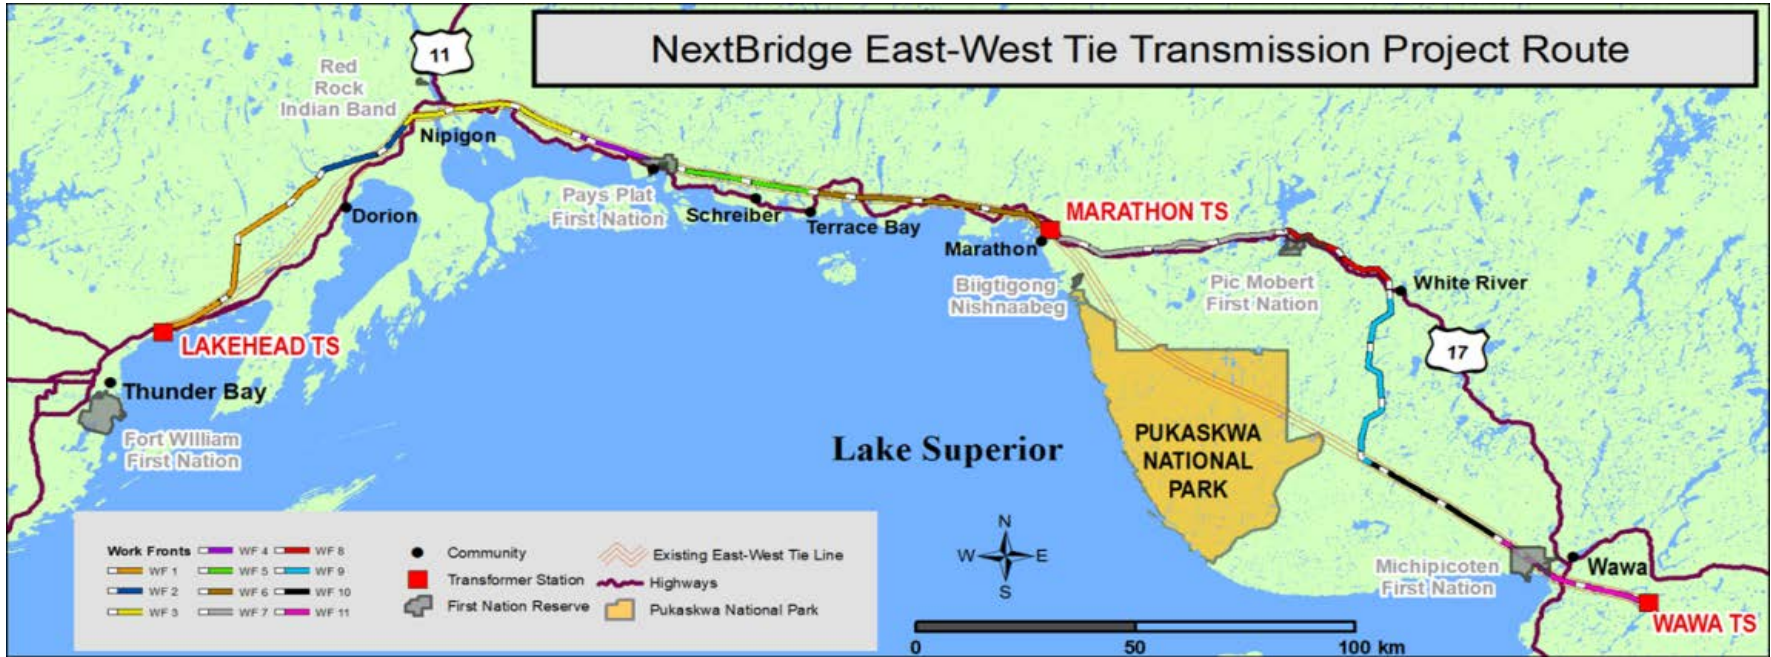 NextBridge East-West Tie Transmission Project Route
11
Red
Rock
Indian Band
Nipigon
Dorion
Pays Plat
First Nation
Schreiber
Terrace Bay
MARATHON TS
Marathon
Biigtigong
Nishnaabeg
Pic Mobert
First Nation
White River
17
LAKEHEAD TS
Thunder Bay
Fort William
First Nation
Lake Superior
PUKASKWA
NATIONAL
PARK
Michipicoten
First Nation
Wawa
WAWA TS
Work Fronts
WF 1
WF 2
WF 3
WF 4
WF 5
WF 6
WF 7
WF 8
WF 9
WF 10
WF 11
Community
Transformer Station
First Nation Reserve
Existing East-West Tie Line
Highways
Pukaskwa National Park
N
W E
S
0 50 100 km